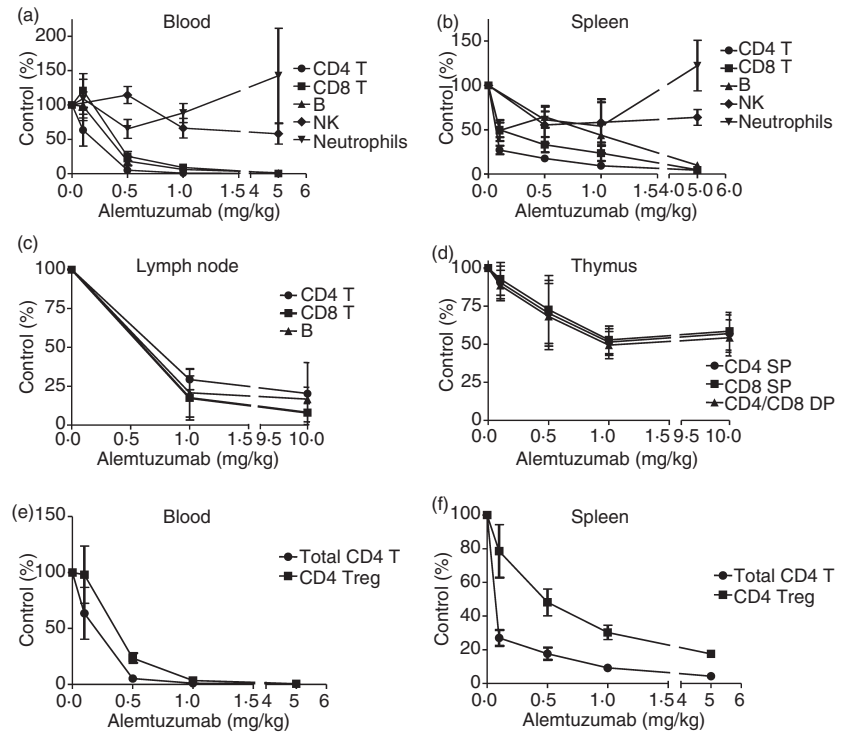 (a) Blood
Control (%)
200
150
100
50
0
0·0 0·5 1·0 1·5 4 5 6
Alemtuzumab (mg/kg)
CD4 T
CD8 T
B
NK
Neutrophils
(b) Spleen
Control (%)
150
100
50
0
0·0 0·5 1·0 1·5 4·0 5·0 6·0
Alemtuzumab (mg/kg)
CD4 T
CD8 T
B
NK
Neutrophils
(c) Lymph node
Control (%)
100
75
50
25
0
0·0 0·5 1·0 1·5 9·5 10·0
Alemtuzumab (mg/kg)
CD4 T
CD8 T
B
(d) Thymus
Control (%)
100
75
50
25
0
0·0 0·5 1·0 1·5 9·5 10·0
Alemtuzumab (mg/kg)
CD4 SP
CD8 SP
CD4/CD8 DP
(e) Blood
Control (%)
150
100
50
0
0·0 0·5 1·0 1·5 4 5 6
Alemtuzumab (mg/kg)
Total CD4 T
CD4 Treg
(f) Spleen
Control (%)
100
80
60
40
20
0
0·0 0·5 1·0 1·5 4 5 6
Alemtuzumab (mg/kg)
Total CD4 T
CD4 Treg